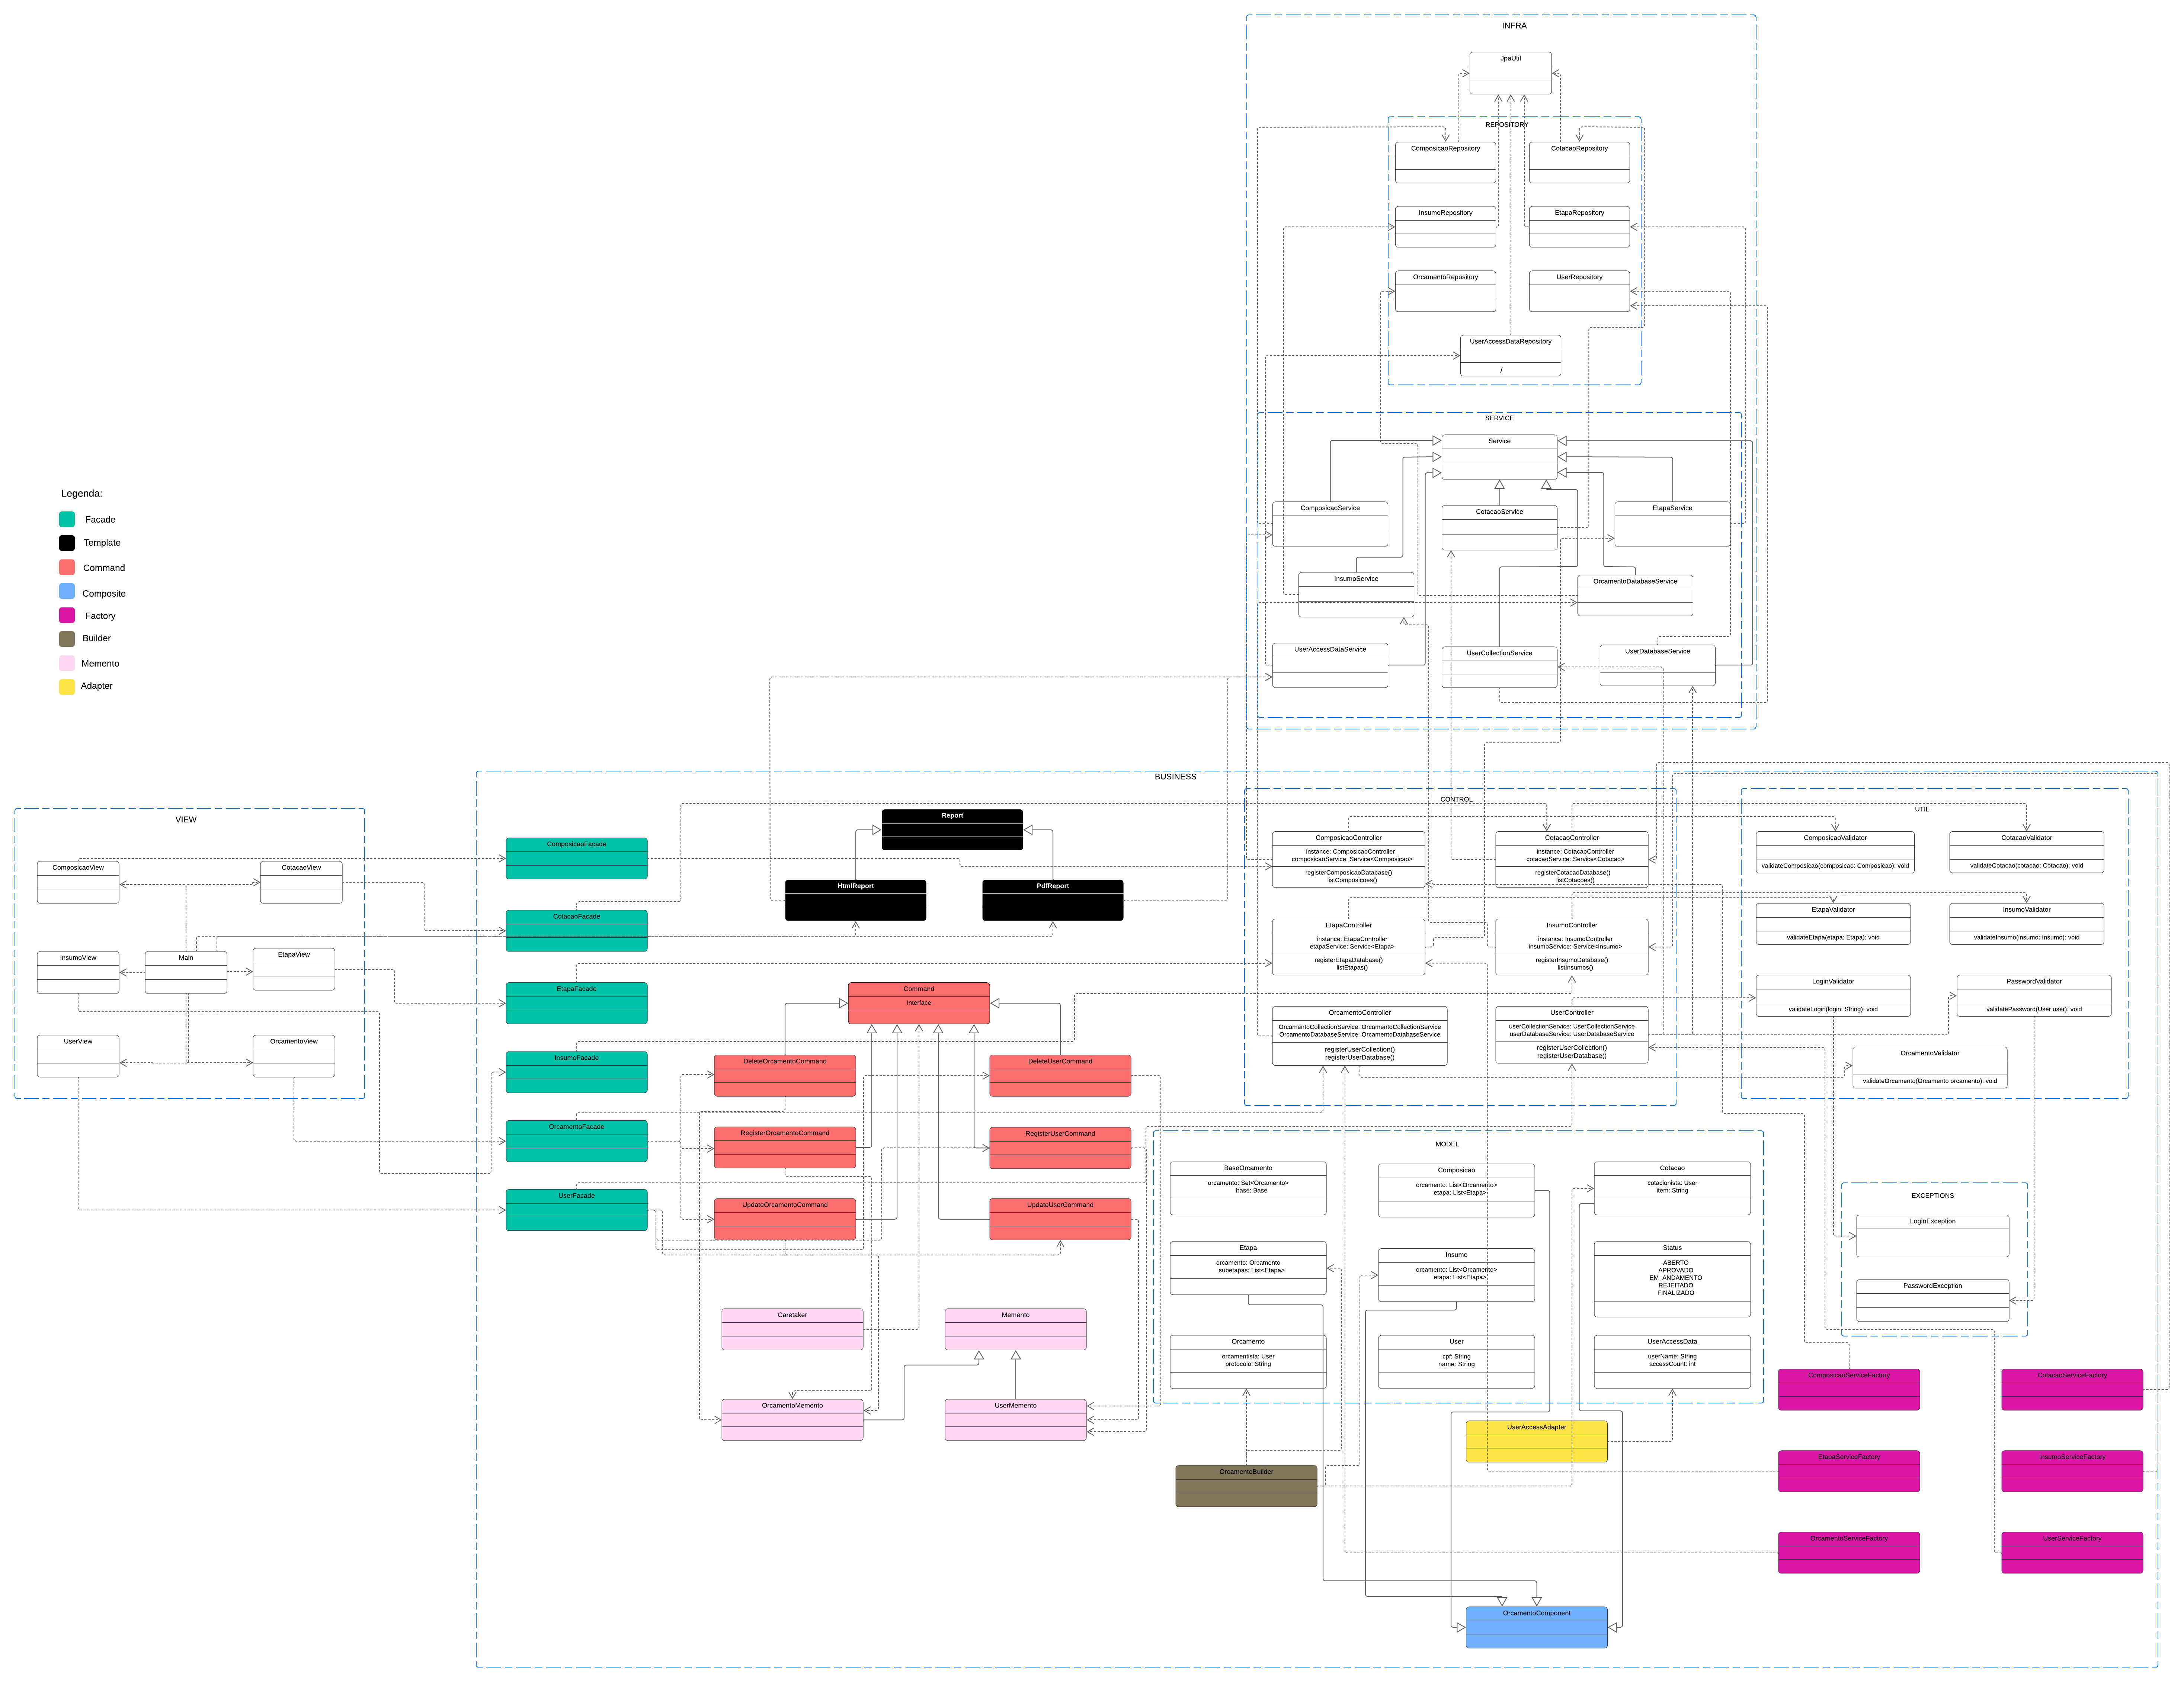 INFRA
JpaUtil
REPOSITORY
ComposicaoRepository
CotacaoRepository
InsumoRepository
EtapaRepository
OrcamentoRepository
UserRepository
UserAccessDataRepository
/
SERVICE
Service
ComposicaoService
CotacaoService
EtapaService
InsumoService
OrcamentoDatabaseService
UserAccessDataService
UserCollectionService
UserDatabaseService
Legenda:
Facade
Template
Command
Composite
Factory
Builder
Memento
Adapter
VIEW
ComposicaoView
CotacaoView
InsumoView
Main
EtapaView
UserView
OrcamentoView
BUSINESS
ComposicaoFacade
CotacaoFacade
EtapaFacade
InsumoFacade
OrcamentoFacade
UserFacade
Report
HtmlReport
PdfReport
Command
Interface
DeleteOrcamentoCommand
DeleteUserCommand
RegisterOrcamentoCommand
RegisterUserCommand
UpdateOrcamentoCommand
UpdateUserCommand
Caretaker
Memento
OrcamentoMemento
UserMemento
CONTROL
ComposicaoController
instance: ComposicaoController
composicaoService: Service<Composicao>
registerComposicaoDatabase()
listComposicoes()
CotacaoController
instance: CotacaoController
cotacaoService: Service<Cotacao>
registerCotacaoDatabase()
listCotacoes()
EtapaController
instance: EtapaController
etapaService: Service<Etapa>
registerEtapaDatabase()
listEtapas()
InsumoController
instance: InsumoController
insumoService: Service<Insumo>
registerInsumoDatabase()
listInsumos()
OrcamentoController
OrcamentoCollectionService: OrcamentoCollectionService
OrcamentoDatabaseService: OrcamentoDatabaseService
registerUserCollection()
registerUserDatabase()
UserController
userCollectionService: UserCollectionService
userDatabaseService: UserDatabaseService
registerUserCollection()
registerUserDatabase()
UTIL
ComposicaoValidator
validateComposicao(composicao: Composicao): void
CotacaoValidator
validateCotacao(cotacao: Cotacao): void
EtapaValidator
validateEtapa(etapa: Etapa): void
InsumoValidator
validateInsumo(insumo: Insumo): void
LoginValidator
validateLogin(login: String): void
PasswordValidator
validatePassword(User user): void
OrcamentoValidator
validateOrcamento(Orcamento orcamento): void
MODEL
BaseOrcamento
orcamento: Set<Orcamento>
base: Base
Composicao
orcamento: List<Orcamento>
etapa: List<Etapa>
Cotacao
cotacionista: User
item: String
Etapa
orcamento: Orcamento
subetapas: List<Etapa>
Insumo
orcamento: List<Orcamento>
etapa: List<Etapa>
Status
ABERTO
APROVADO
EM_ANDAMENTO
REJEITADO
FINALIZADO
Orcamento
orcamentista: User
protocolo: String
User
cpf: String
name: String
UserAccessData
userName: String
accessCount: int
EXCEPTIONS
LoginException
PasswordException
UserAccessAdapter
OrcamentoBuilder
ComposicaoServiceFactory
CotacaoServiceFactory
EtapaServiceFactory
InsumoServiceFactory
OrcamentoServiceFactory
UserServiceFactory
OrcamentoComponent